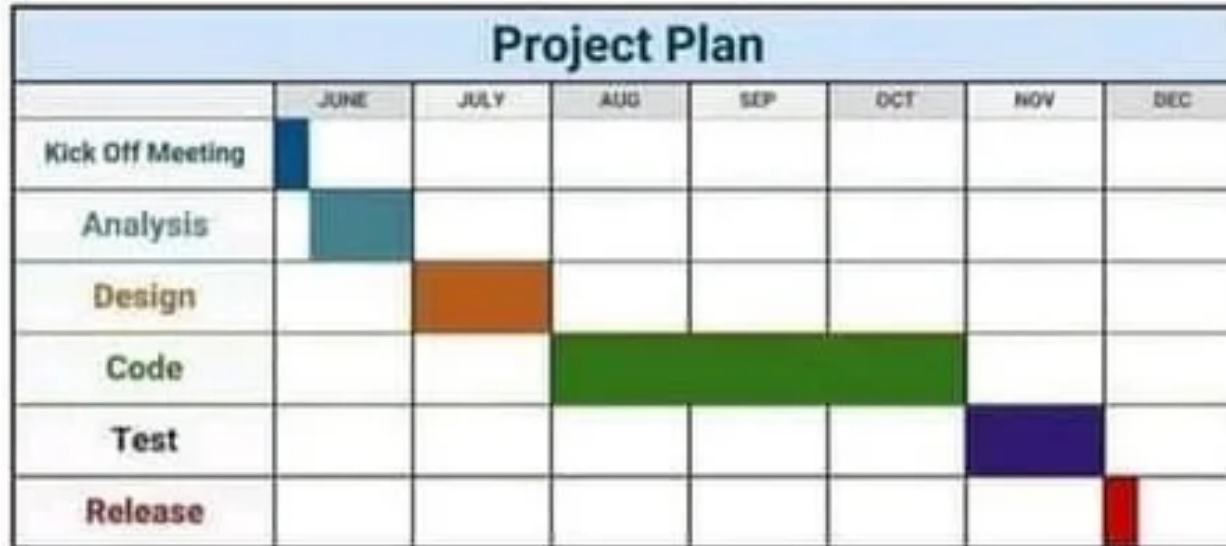 Project Plan
JUNE JULY AUG SEP OCT NOV DEC
Kick Off Meeting
Analysis
Design
Code
Test
Release